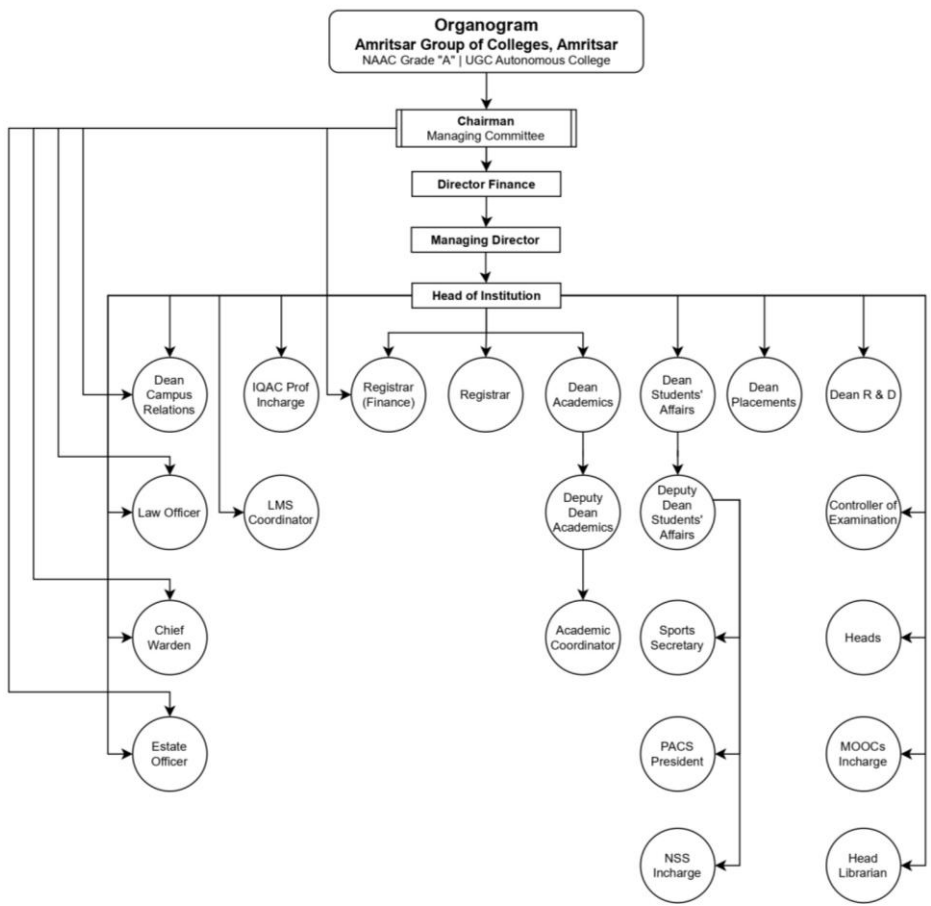 Organogram
Amritsar Group of Colleges, Amritsar
NAAC Grade "A" | UGC Autonomous College
Chairman
Managing Committee
Director Finance
Managing Director
Head of Institution
Dean
Campus
Relations
IQAC Prof
Incharge
Registrar
(Finance)
Registrar
Dean
Academics
Dean
Students'
Affairs
Dean
Placements
Dean R & D
Law Officer
LMS
Coordinator
Deputy
Dean
Academics
Deputy
Dean
Students'
Affairs
Controller of
Examination
Chief
Warden
Academic
Coordinator
Sports
Secretary
Heads
Estate
Officer
PACS
President
MOOCs
Incharge
NSS
Incharge
Head
Librarian